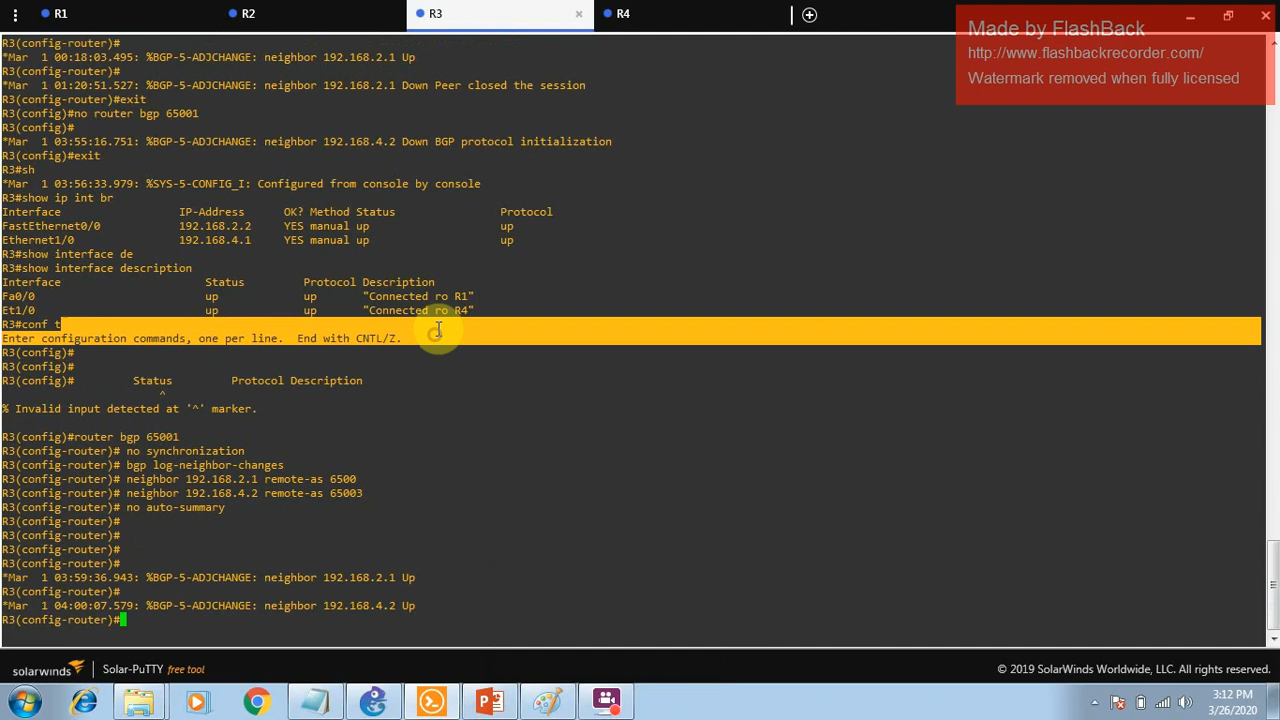 R1
R2
R3
R4
Made by FlashBack
http://www.flashbackrecorder.com/
Watermark removed when fully licensed
R3(config-router)#
*Mar  1 00:18:03.495: %BGP-5-ADJCHANGE: neighbor 192.168.2.1 Up
R3(config-router)#
*Mar  1 01:20:51.527: %BGP-5-ADJCHANGE: neighbor 192.168.2.1 Down Peer closed the session
R3(config-router)#exit
R3(config)#no router bgp 65001
R3(config)#
*Mar  1 03:55:16.751: %BGP-5-ADJCHANGE: neighbor 192.168.4.2 Down BGP protocol initialization
R3(config)#exit
R3#sh
*Mar  1 03:56:33.979: %SYS-5-CONFIG_I: Configured from console by console
R3#show ip int br
Interface                  IP-Address      OK? Method Status                Protocol
FastEthernet0/0            192.168.2.2     YES manual up                    up
Ethernet1/0                192.168.4.1     YES manual up                    up
R3#show interface de
R3#show interface description
Interface                      Status         Protocol Description
Fa0/0                          up             up       "Connected ro R1"
Et1/0                          up             up       "Connected ro R4"
R3#conf t
Enter configuration commands, one per line.  End with CNTL/Z.
R3(config)#
R3(config)#
R3(config)#         Status         Protocol Description
                        ^
% Invalid input detected at '^' marker.
R3(config)#router bgp 65001
R3(config-router)# no synchronization
R3(config-router)# bgp log-neighbor-changes
R3(config-router)# neighbor 192.168.2.1 remote-as 6500
R3(config-router)# neighbor 192.168.4.2 remote-as 65003
R3(config-router)# no auto-summary
R3(config-router)#
R3(config-router)#
R3(config-router)#
R3(config-router)#
*Mar  1 03:59:36.943: %BGP-5-ADJCHANGE: neighbor 192.168.2.1 Up
R3(config-router)#
*Mar  1 04:00:07.579: %BGP-5-ADJCHANGE: neighbor 192.168.4.2 Up
R3(config-router)#
solarwinds | Solar-PuTTY free tool
© 2019 SolarWinds Worldwide, LLC. All rights reserved.
3:12 PM
3/26/2020